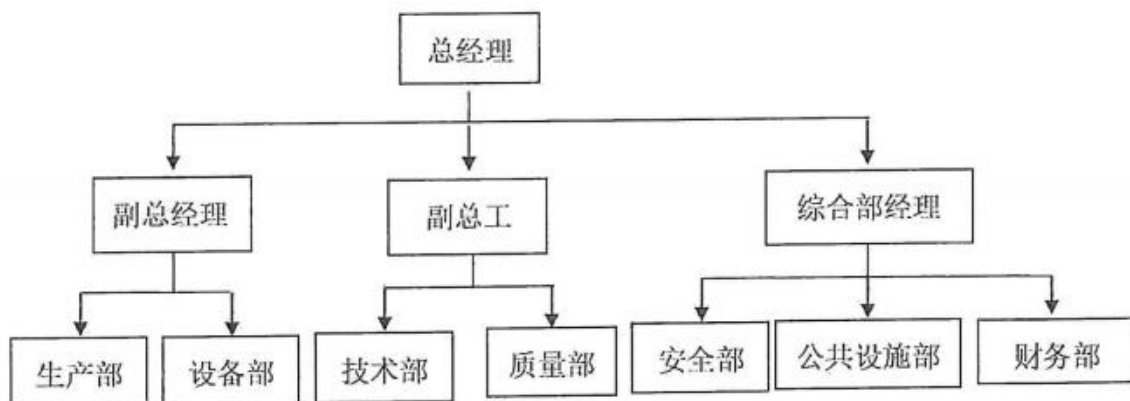 总经理
副总经理
副总工
综合部经理
生产部
设备部
技术部
质量部
安全部
公共设施部
财务部